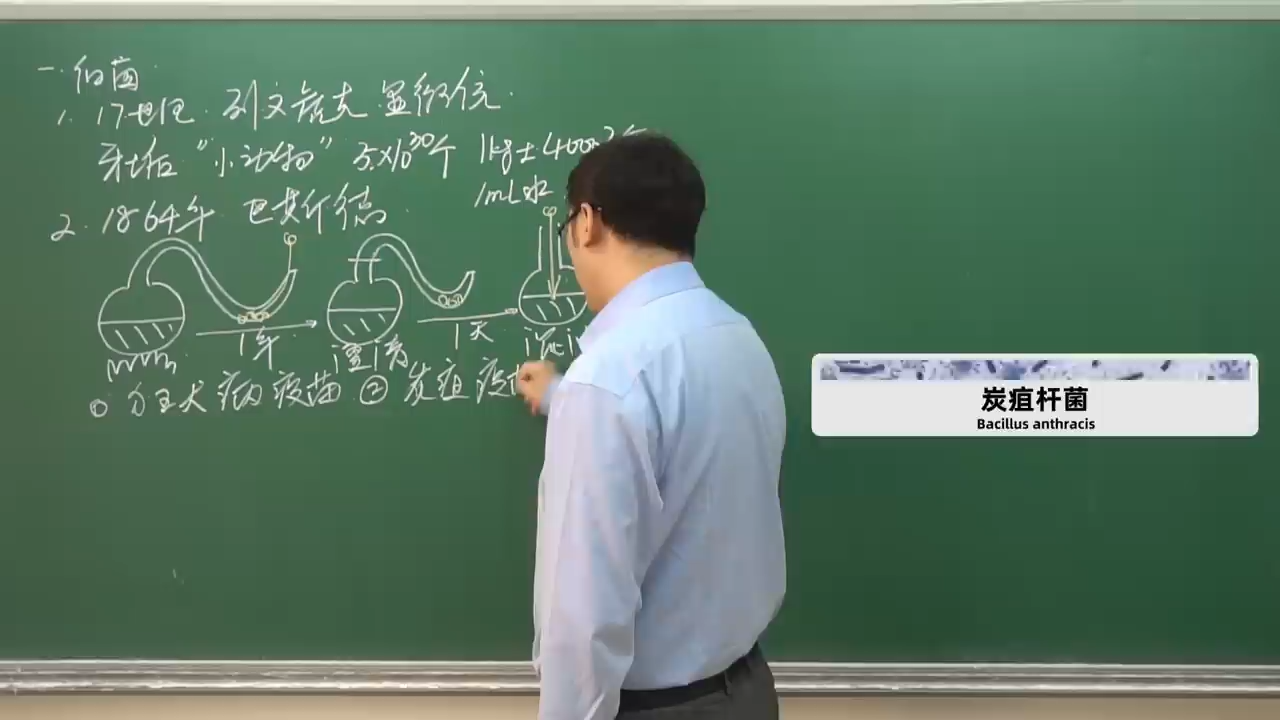 一. 细菌
1. 17世纪. 列文虎克 显微镜.
牙垢 "小动物" 5×10³⁰个 1kg土 4000
1mL水
2. 1864年 巴斯德.
1年
1天
① 狂犬病疫苗 ② 炭疽疫
炭疽杆菌
Bacillus anthracis